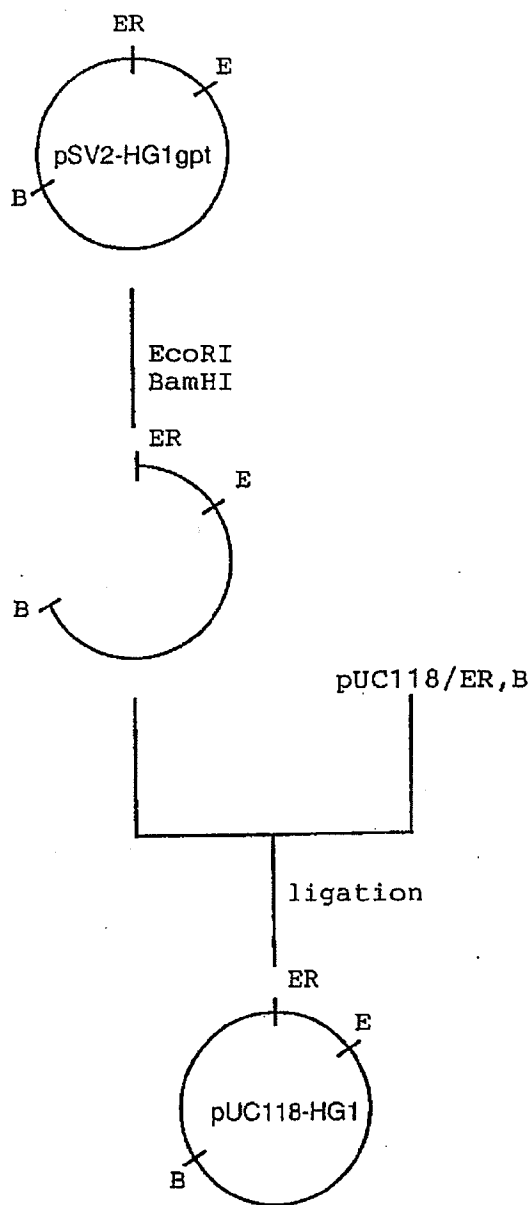 ER
E
pSV2-HG1gpt
B
EcoRI
BamHI
ER
E
B
pUC118/ER,B
ligation
ER
E
pUC118-HG1
B